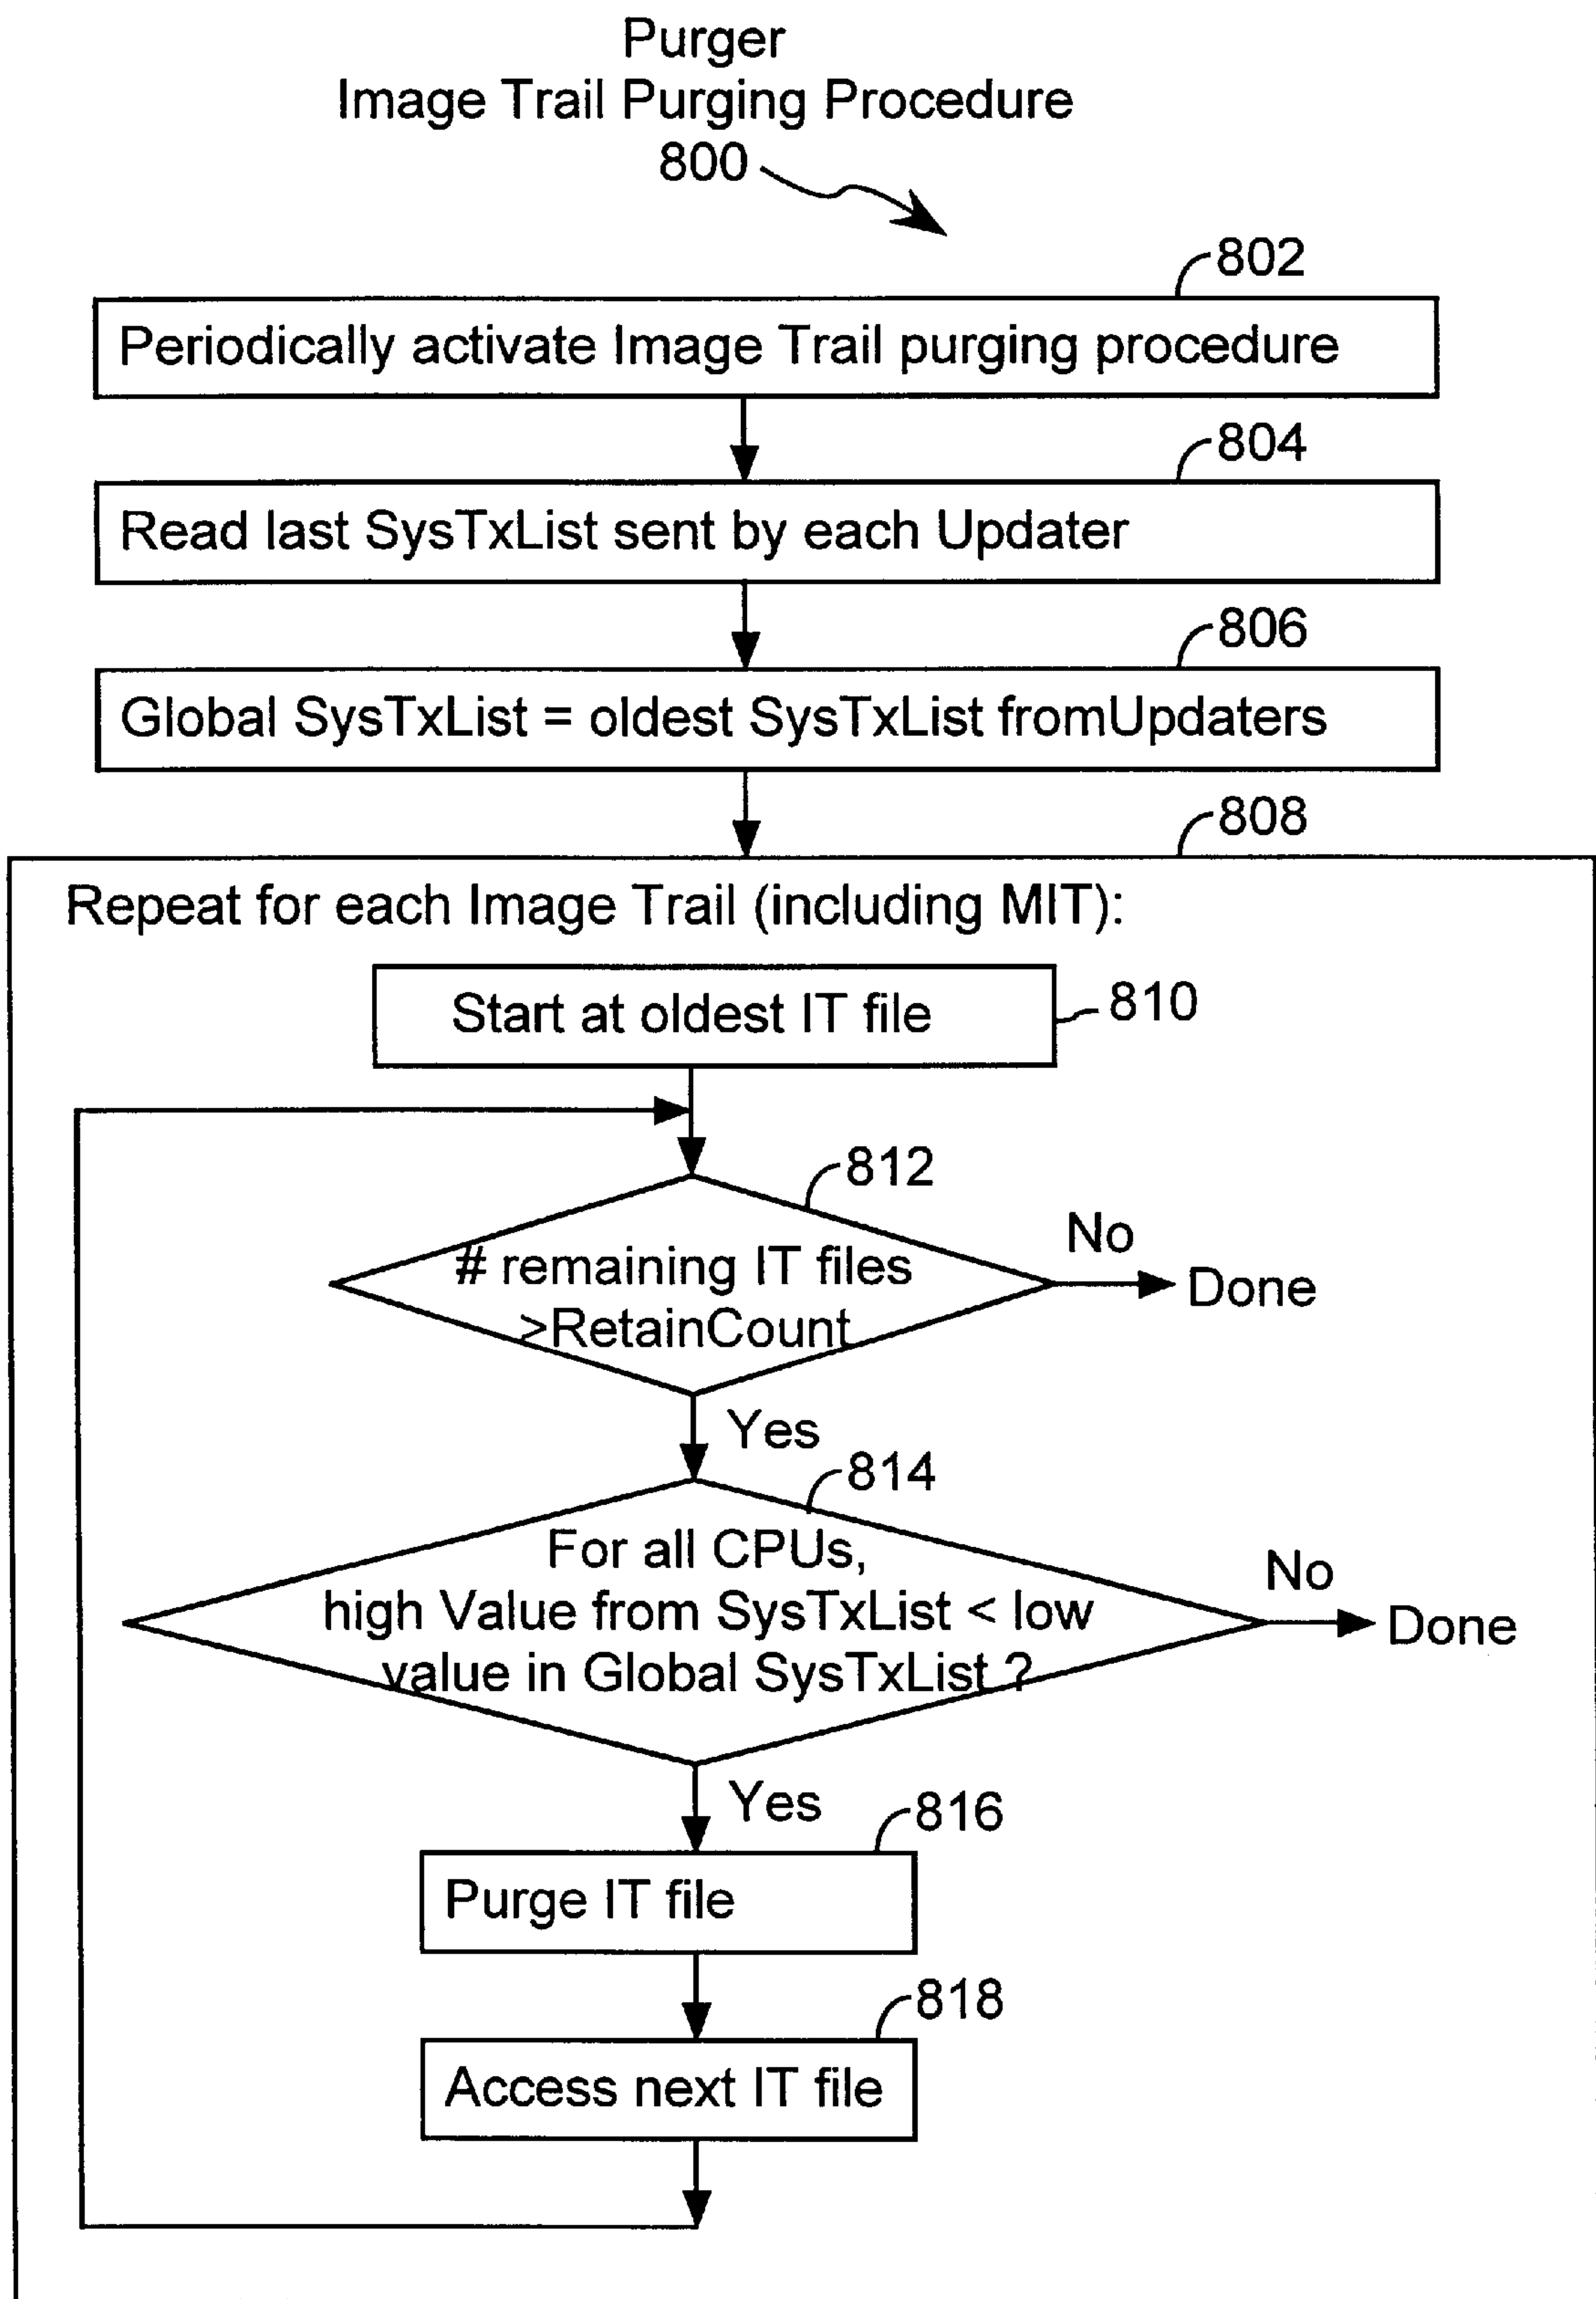 Purger
Image Trail Purging Procedure
800
802
Periodically activate Image Trail purging procedure
804
Read last SysTxList sent by each Updater
806
Global SysTxList = oldest SysTxList fromUpdaters
808
Repeat for each Image Trail (including MIT):
Start at oldest IT file
810
812
# remaining IT files
>RetainCount
No
Done
Yes
814
For all CPUs,
high Value from SysTxList < low
value in Global SysTxList ?
No
Done
Yes
816
Purge IT file
818
Access next IT file